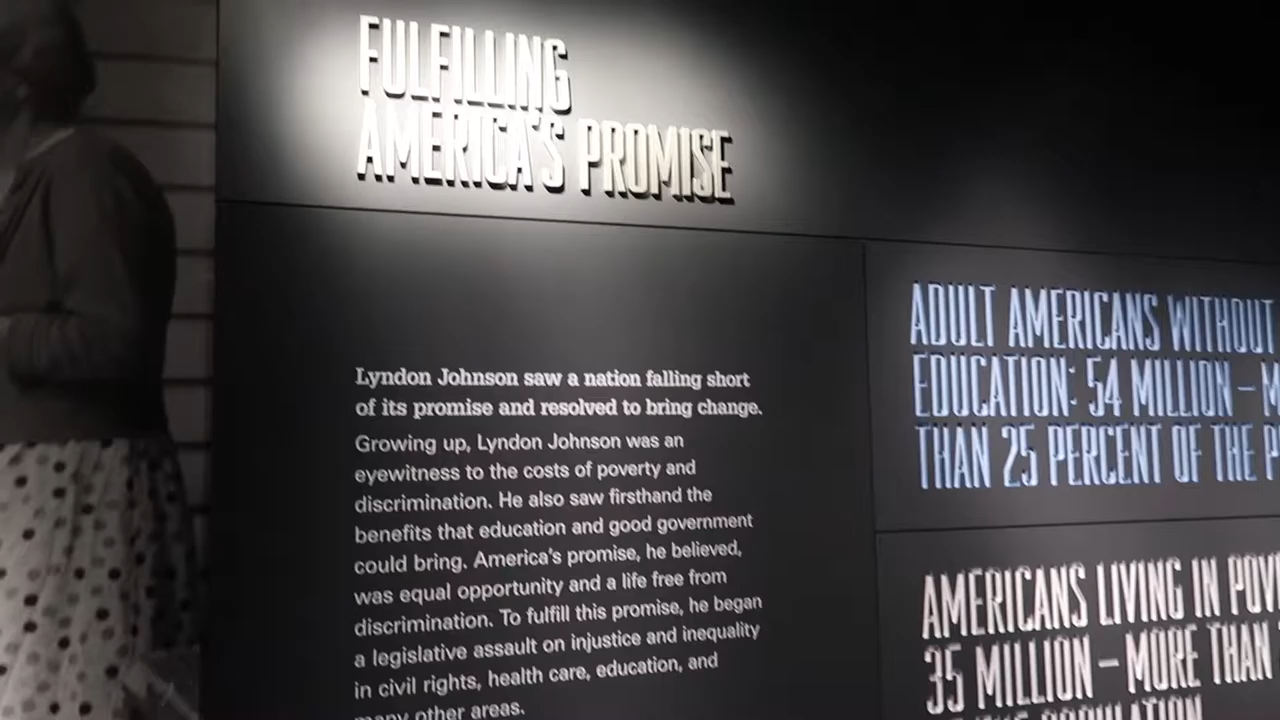 FULFILLING
AMERICA'S PROMISE
Lyndon Johnson saw a nation falling short
of its promise and resolved to bring change.
Growing up, Lyndon Johnson was an
eyewitness to the costs of poverty and
discrimination. He also saw firsthand the
benefits that education and good government
could bring. America's promise, he believed,
was equal opportunity and a life free from
discrimination. To fulfill this promise, he began
a legislative assault on injustice and inequality
in civil rights, health care, education, and
many other areas.
ADULT AMERICANS WITHOUT
EDUCATION: 54 MILLION –
THAN 25 PERCENT OF THE
AMERICANS LIVING IN
35 MILLION – MORE THAN